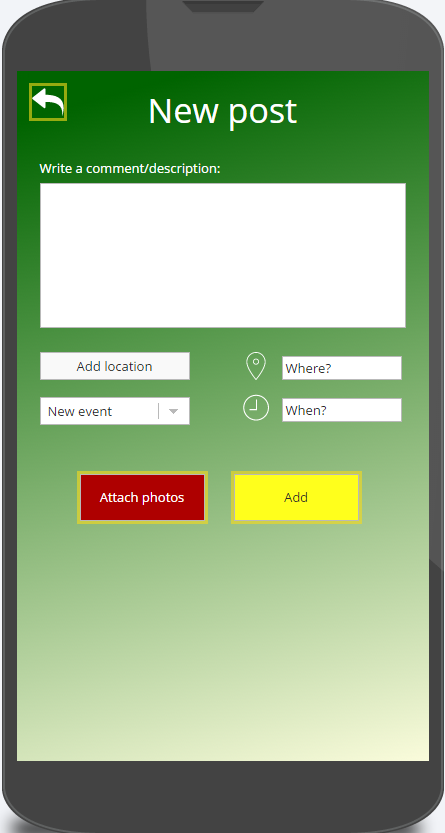 New post
Write a comment/description:
Add location
Where?
New event
When?
Attach photos
Add